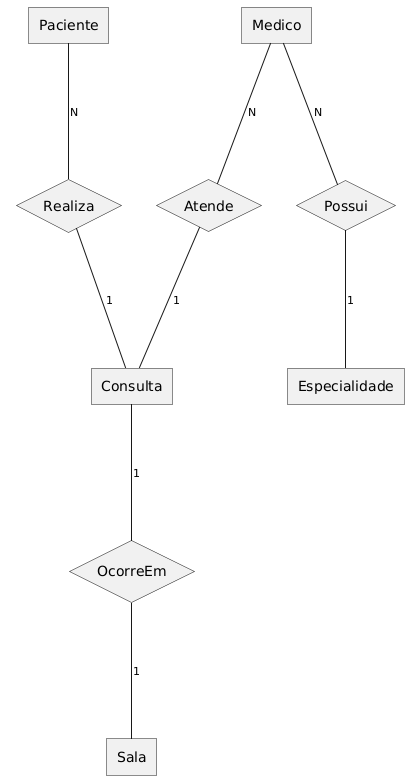 Paciente
Medico
N
N
N
Realiza
Atende
Possui
1
1
1
Consulta
Especialidade
1
OcorreEm
1
Sala